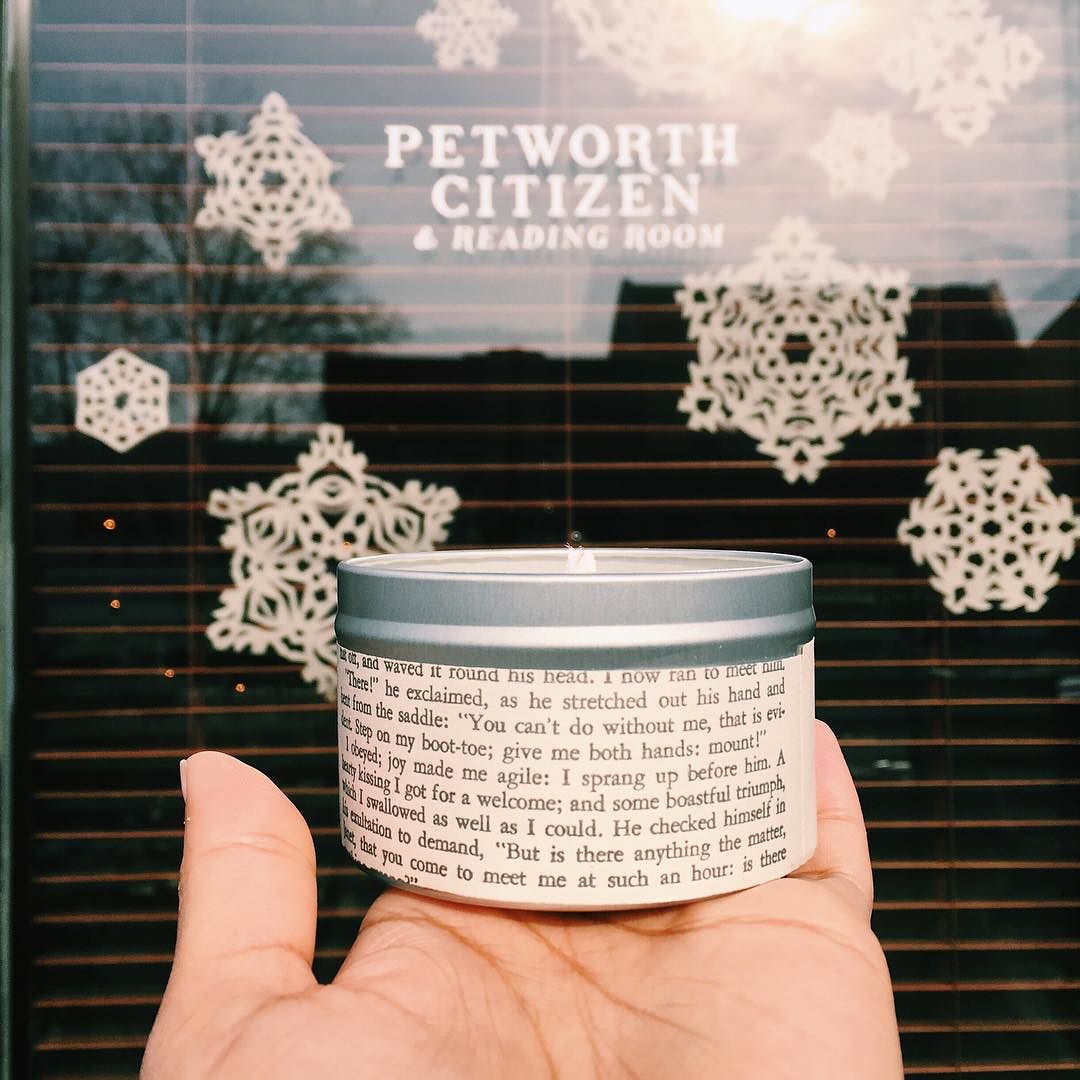 PETWORTH
CITIZEN
& READING ROOM
off, and waved it round his head. I now ran to meet him.
"There!" he exclaimed, as he stretched out his hand and
from the saddle: "You can't do without me, that is evi-
Step on my boot-toe; give me both hands: mount!"
I obeyed; joy made me agile: I sprang up before him. A
kissing I got for a welcome; and some boastful triumph,
which I swallowed as well as I could. He checked himself in
exultation to demand, "But is there anything the matter,
that you come to meet me at such an hour: is there